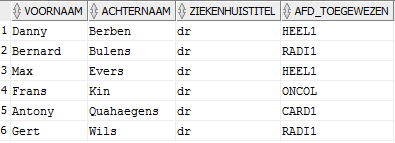 VOORNAAM ACHTERNAAM ZIEKENHUISTITEL AFD_TOEGEWEZEN
1 Danny Berben dr HEEL1
2 Bernard Bulens dr RADI1
3 Max Evers dr HEEL1
4 Frans Kin dr ONCOL
5 Antony Quahaegens dr CARD1
6 Gert Wils dr RADI1